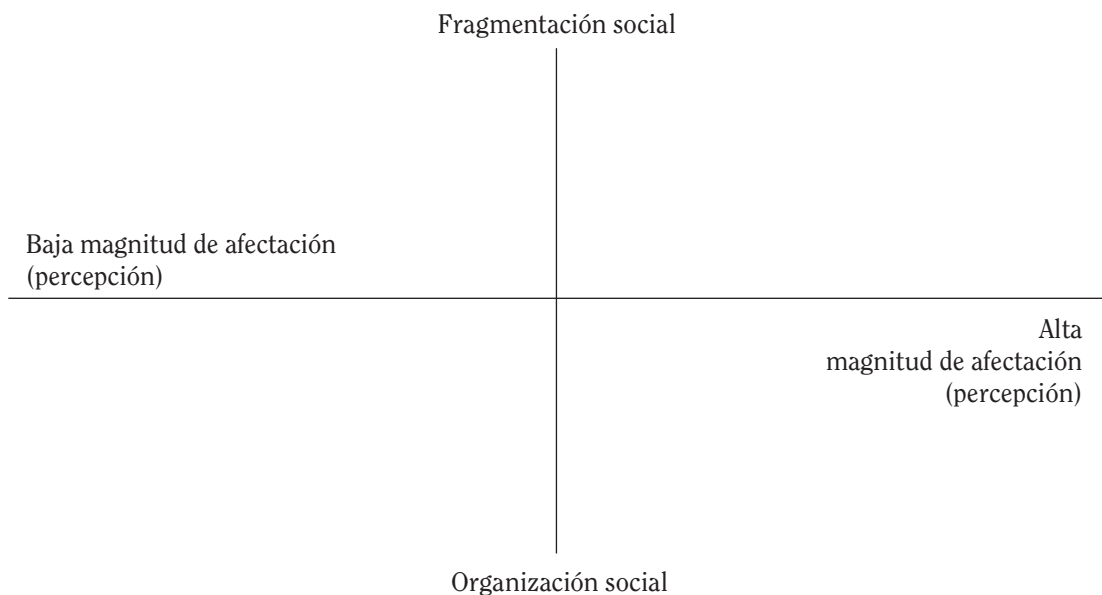 Fragmentación social
Baja magnitud de afectación
(percepción)
Alta
magnitud de afectación
(percepción)
Organización social